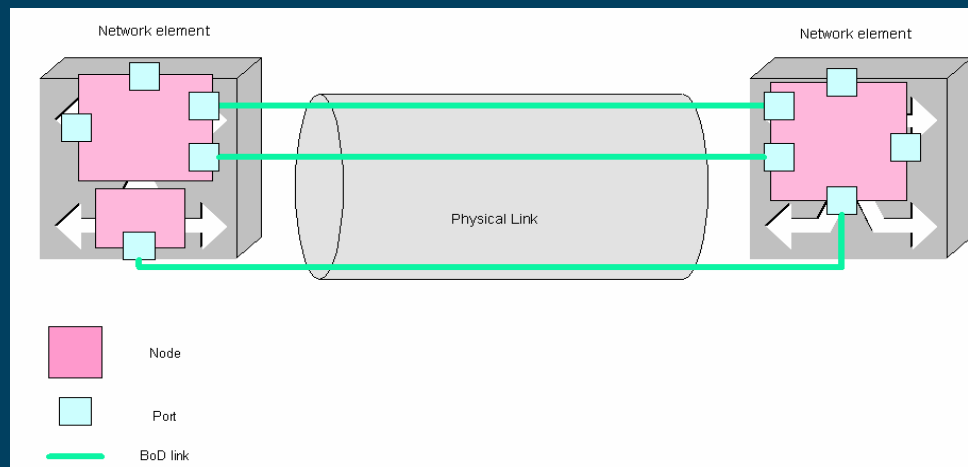 Network element
Network element
Physical Link
Node
Port
BoD link